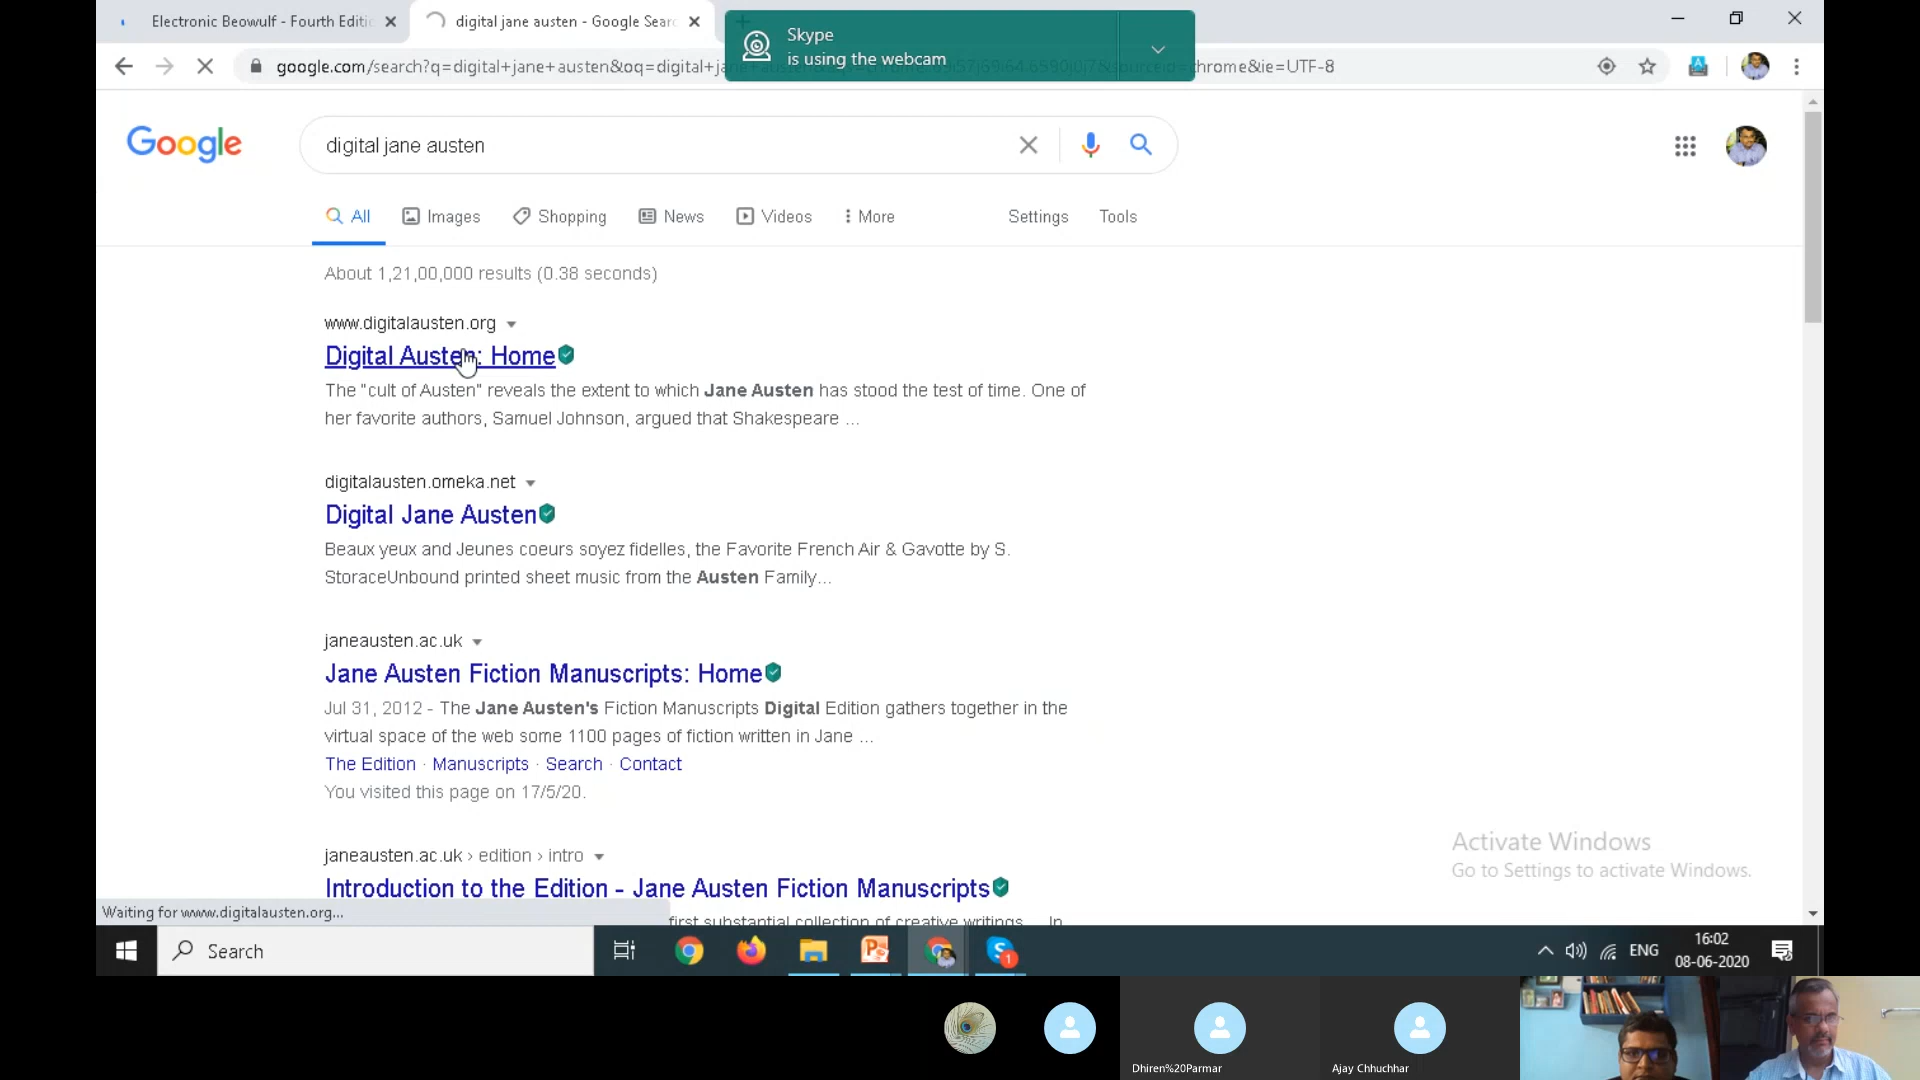 Electronic Beowulf - Fourth Editi
digital jane austen - Google Sear
Skype
is using the webcam
google.com/search?q=digital+jane+austen&oq=digital+j
chrome&ie=UTF-8
Google
digital jane austen
All
Images
Shopping
News
Videos
More
Settings
Tools
About 1,21,00,000 results (0.38 seconds)
www.digitalausten.org
Digital Austen: Home
The "cult of Austen" reveals the extent to which Jane Austen has stood the test of time. One of
her favorite authors, Samuel Johnson, argued that Shakespeare ...
digitalausten.omeka.net
Digital Jane Austen
Beaux yeux and Jeunes coeurs soyez fidelles, the Favorite French Air & Gavotte by S.
StoraceUnbound printed sheet music from the Austen Family...
janeausten.ac.uk
Jane Austen Fiction Manuscripts: Home
Jul 31, 2012 - The Jane Austen's Fiction Manuscripts Digital Edition gathers together in the
virtual space of the web some 1100 pages of fiction written in Jane ...
The Edition · Manuscripts · Search · Contact
You visited this page on 17/5/20.
janeausten.ac.uk › edition › intro
Introduction to the Edition - Jane Austen Fiction Manuscripts
first substantial collection of creative writings ... In
Activate Windows
Go to Settings to activate Windows.
Waiting for www.digitalausten.org...
Search
1
ENG
16:02
08-06-2020
Dhiren%20Parmar
Ajay Chhuchhar